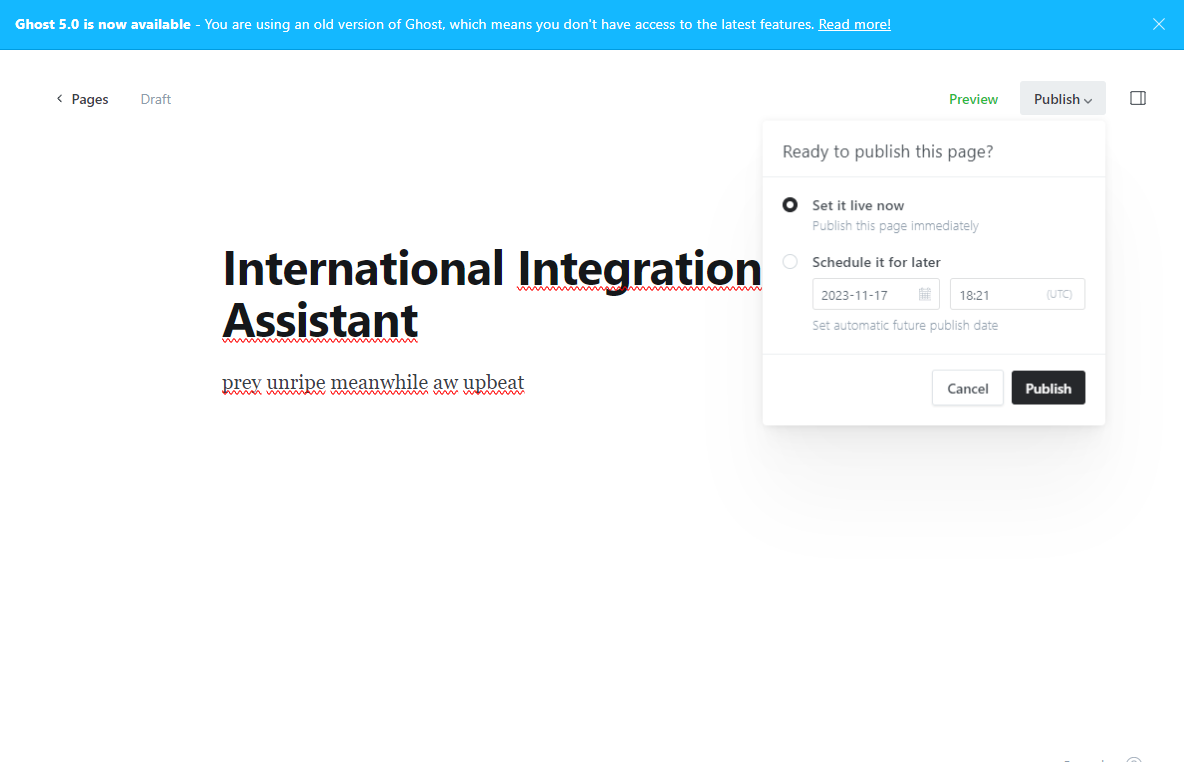 Ghost 5.0 is now available - You are using an old version of Ghost, which means you don't have access to the latest features. Read more!
Pages Draft Preview Publish
Ready to publish this page?
Set it live now
Publish this page immediately
Schedule it for later
2023-11-17 18:21 (UTC)
Set automatic future publish date
Cancel Publish
International Integration
Assistant
prey unripe meanwhile aw upbeat